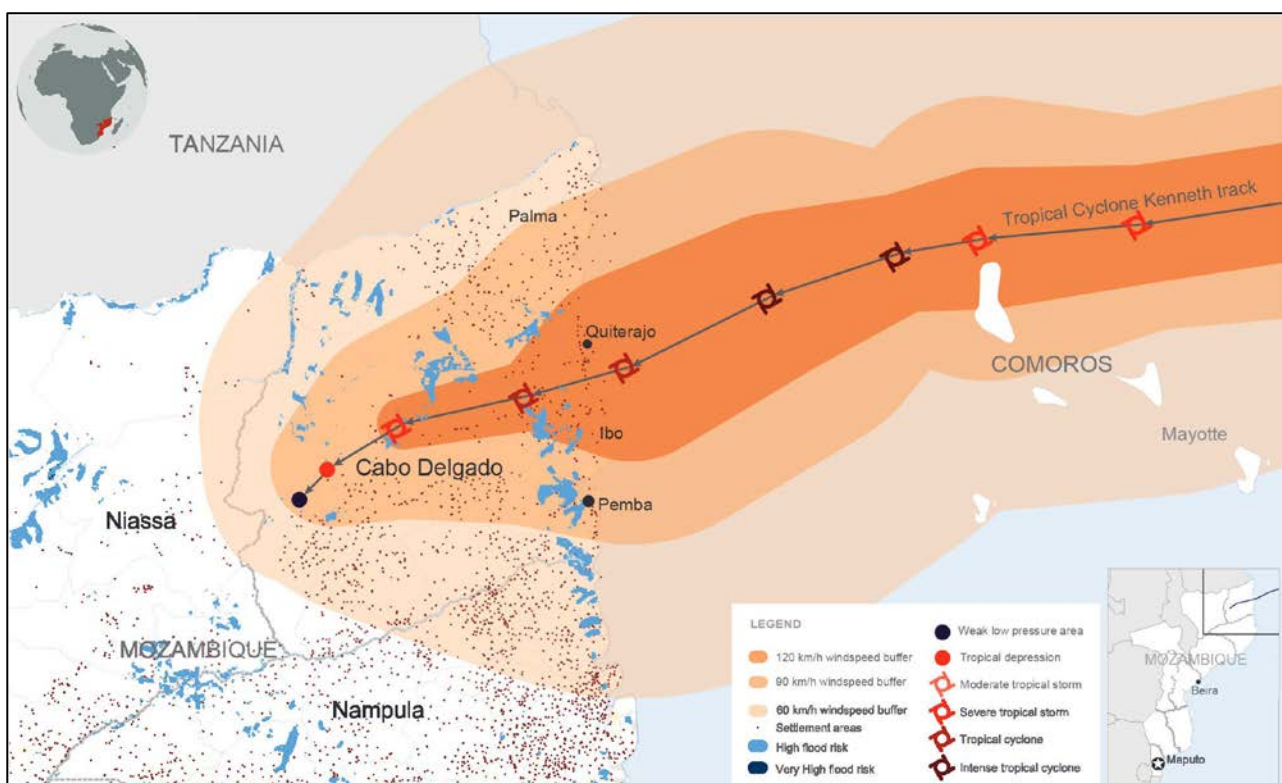 TANZANIA
Palma
Tropical Cyclone Kenneth track
Quiterajo
COMOROS
Mayotte
Ibo
Cabo Delgado
Pemba
Niassa
MOZAMBIQUE
Nampula
LEGEND
120 km/h windspeed buffer
90 km/h windspeed buffer
60 km/h windspeed buffer
Settlement areas
High flood risk
Very High flood risk
Weak low pressure area
Tropical depression
Moderate tropical storm
Severe tropical storm
Tropical cyclone
Intense tropical cyclone
MOZAMBIQUE
Beira
Maputo